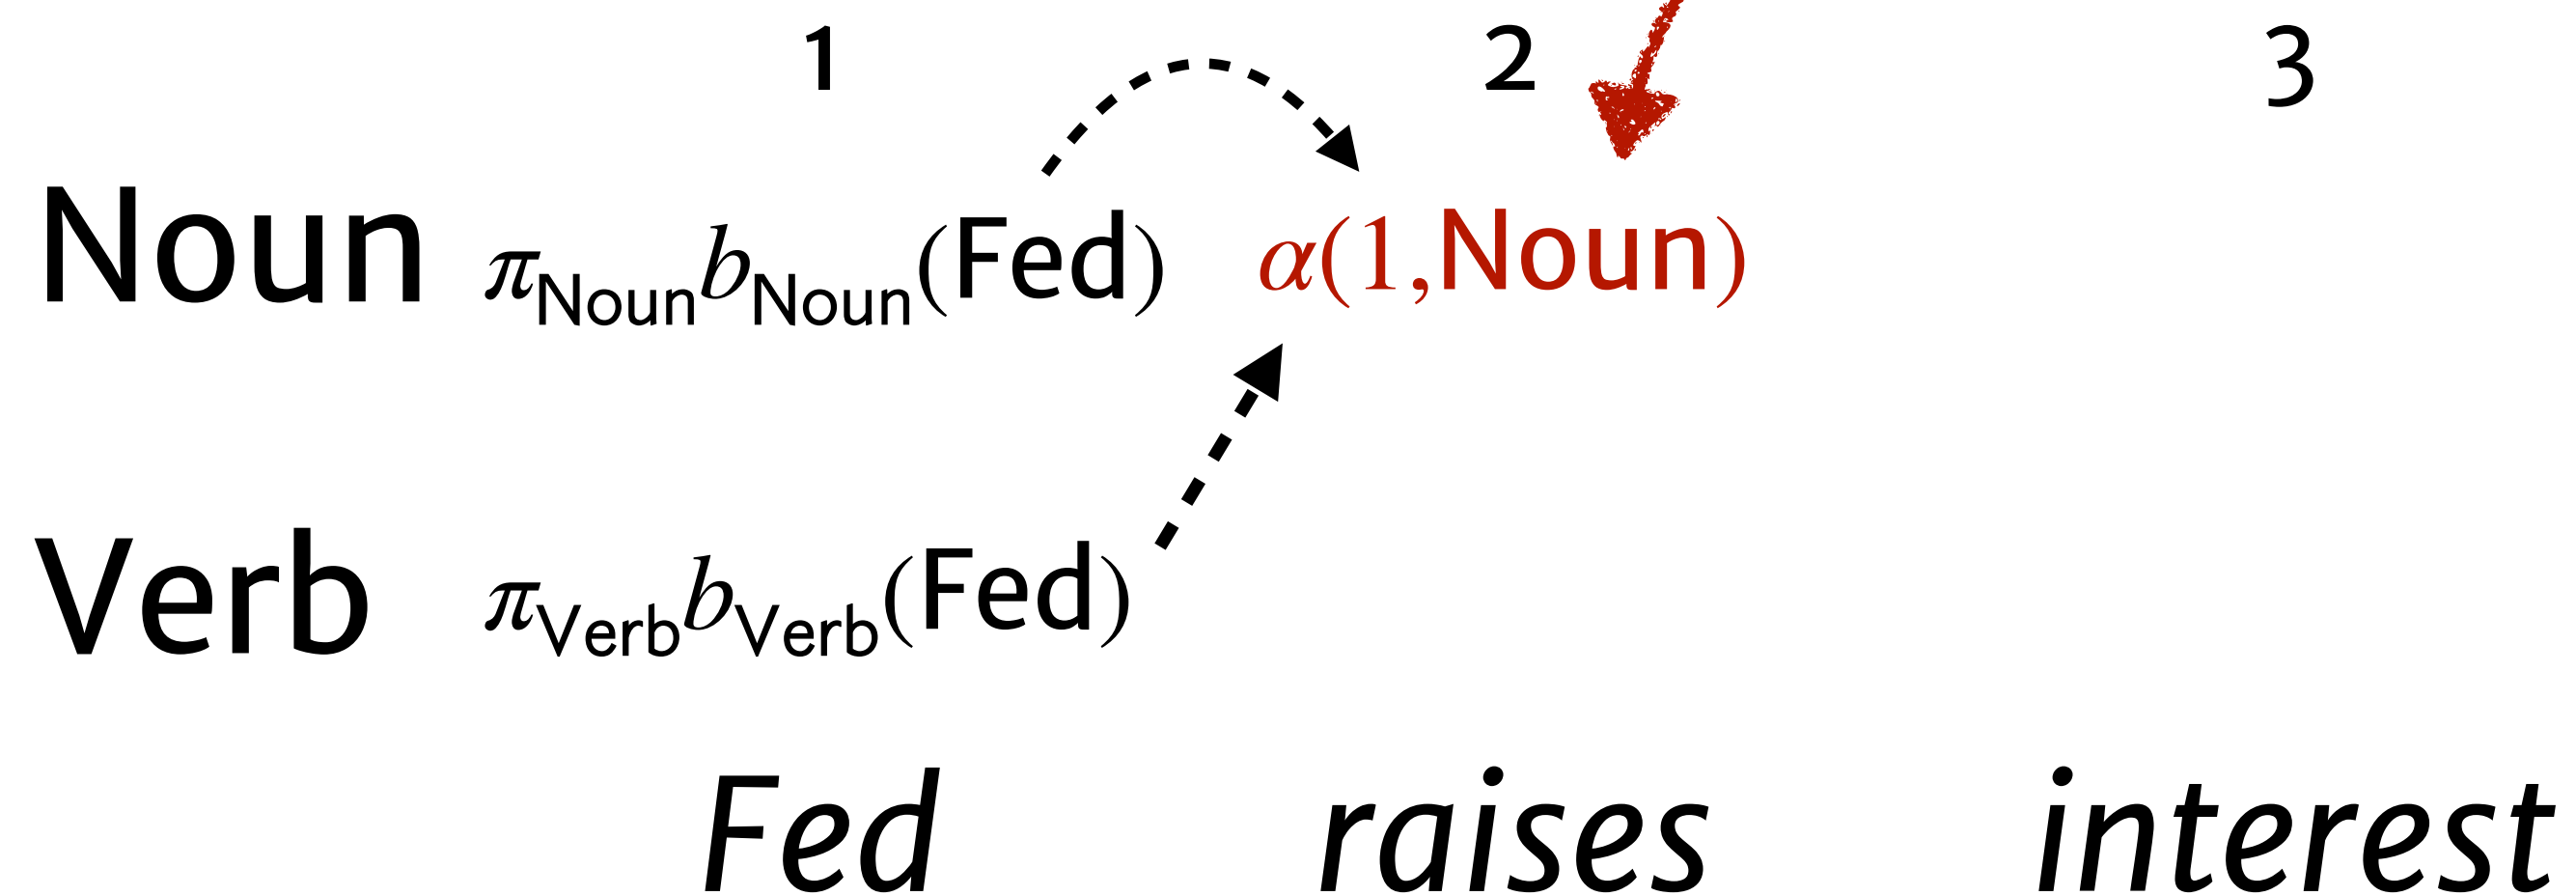 1 2 3
Noun π_Noun b_Noun(Fed) α(1,Noun)
Verb π_Verb b_Verb(Fed)
Fed raises interest